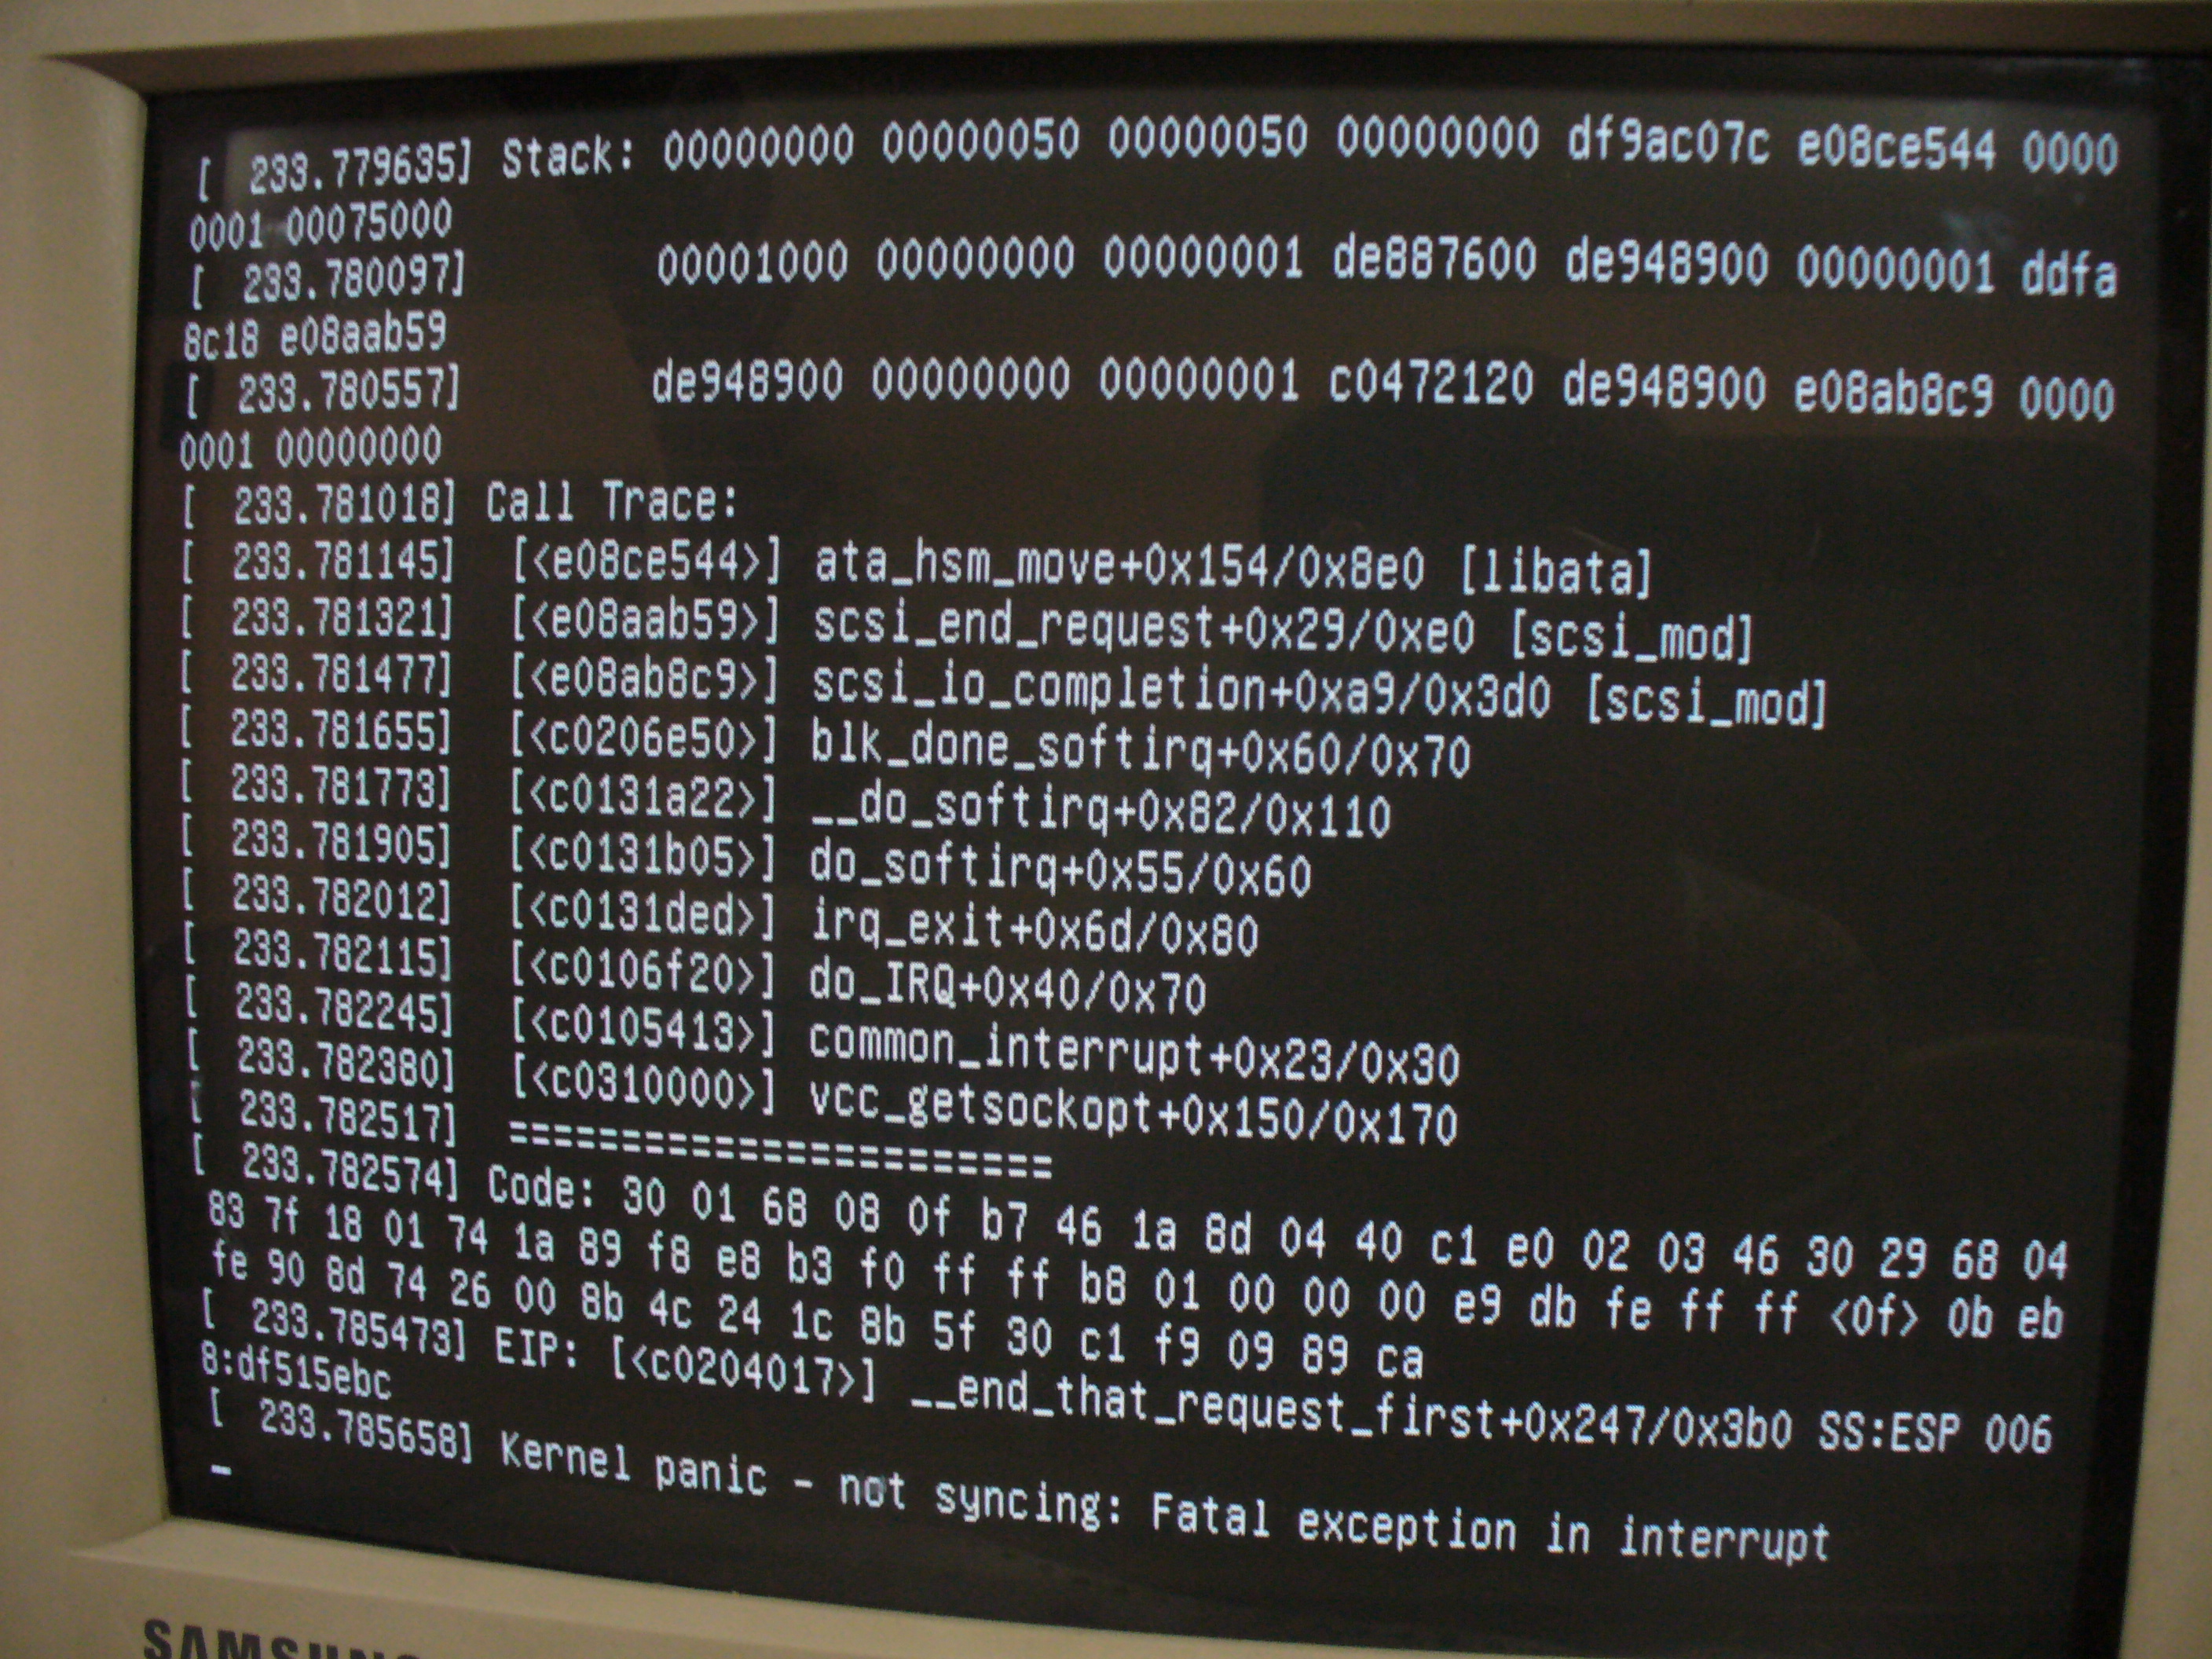 [  233.779635] Stack: 00000000 00000050 00000050 00000000 df9ac07c e08ce544 0000
0001 00075000
[  233.780097]        00001000 00000000 00000001 de887600 de948900 00000001 ddfa
8c18 e08aab59
[  233.780557]        de948900 00000000 00000001 c0472120 de948900 e08ab8c9 0000
0001 00000000
[  233.781018] Call Trace:
[  233.781145]  [<e08ce544>] ata_hsm_move+0x154/0x8e0 [libata]
[  233.781321]  [<e08aab59>] scsi_end_request+0x29/0xe0 [scsi_mod]
[  233.781477]  [<e08ab8c9>] scsi_io_completion+0xa9/0x3d0 [scsi_mod]
[  233.781655]  [<c0206e50>] blk_done_softirq+0x60/0x70
[  233.781773]  [<c0131a22>] __do_softirq+0x82/0x110
[  233.781905]  [<c0131b05>] do_softirq+0x55/0x60
[  233.782012]  [<c0131ded>] irq_exit+0x6d/0x80
[  233.782115]  [<c0106f20>] do_IRQ+0x40/0x70
[  233.782245]  [<c0105413>] common_interrupt+0x23/0x30
[  233.782380]  [<c0310000>] vcc_getsockopt+0x150/0x170
[  233.782517]  =======================
[  233.782574] Code: 30 01 68 08 0f b7 46 1a 8d 04 40 c1 e0 02 03 46 30 29 68 04
83 7f 18 01 74 1a 89 f8 e8 b3 f0 ff ff b8 01 00 00 00 e9 db fe ff ff <0f> 0b eb
fe 90 8d 74 26 00 8b 4c 24 1c 8b 5f 30 c1 f9 09 89 ca
[  233.785473] EIP: [<c0204017>] __end_that_request_first+0x247/0x3b0 SS:ESP 006
8:df515ebc
[  233.785658] Kernel panic - not syncing: Fatal exception in interrupt
_
SAMSUNG